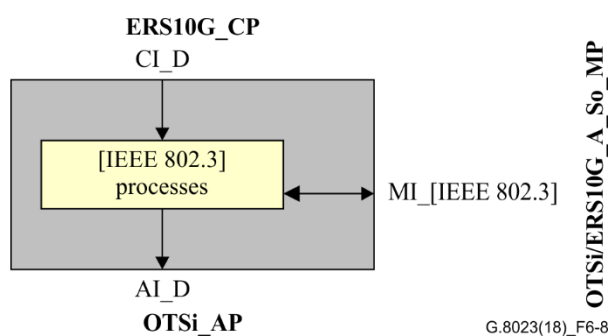 ERS10G_CP
CI_D
[IEEE 802.3]
processes
MI_[IEEE 802.3]
OTSi/ERS10G_A_So_MP
AI_D
OTSi_AP
G.8023(18)_F6-8